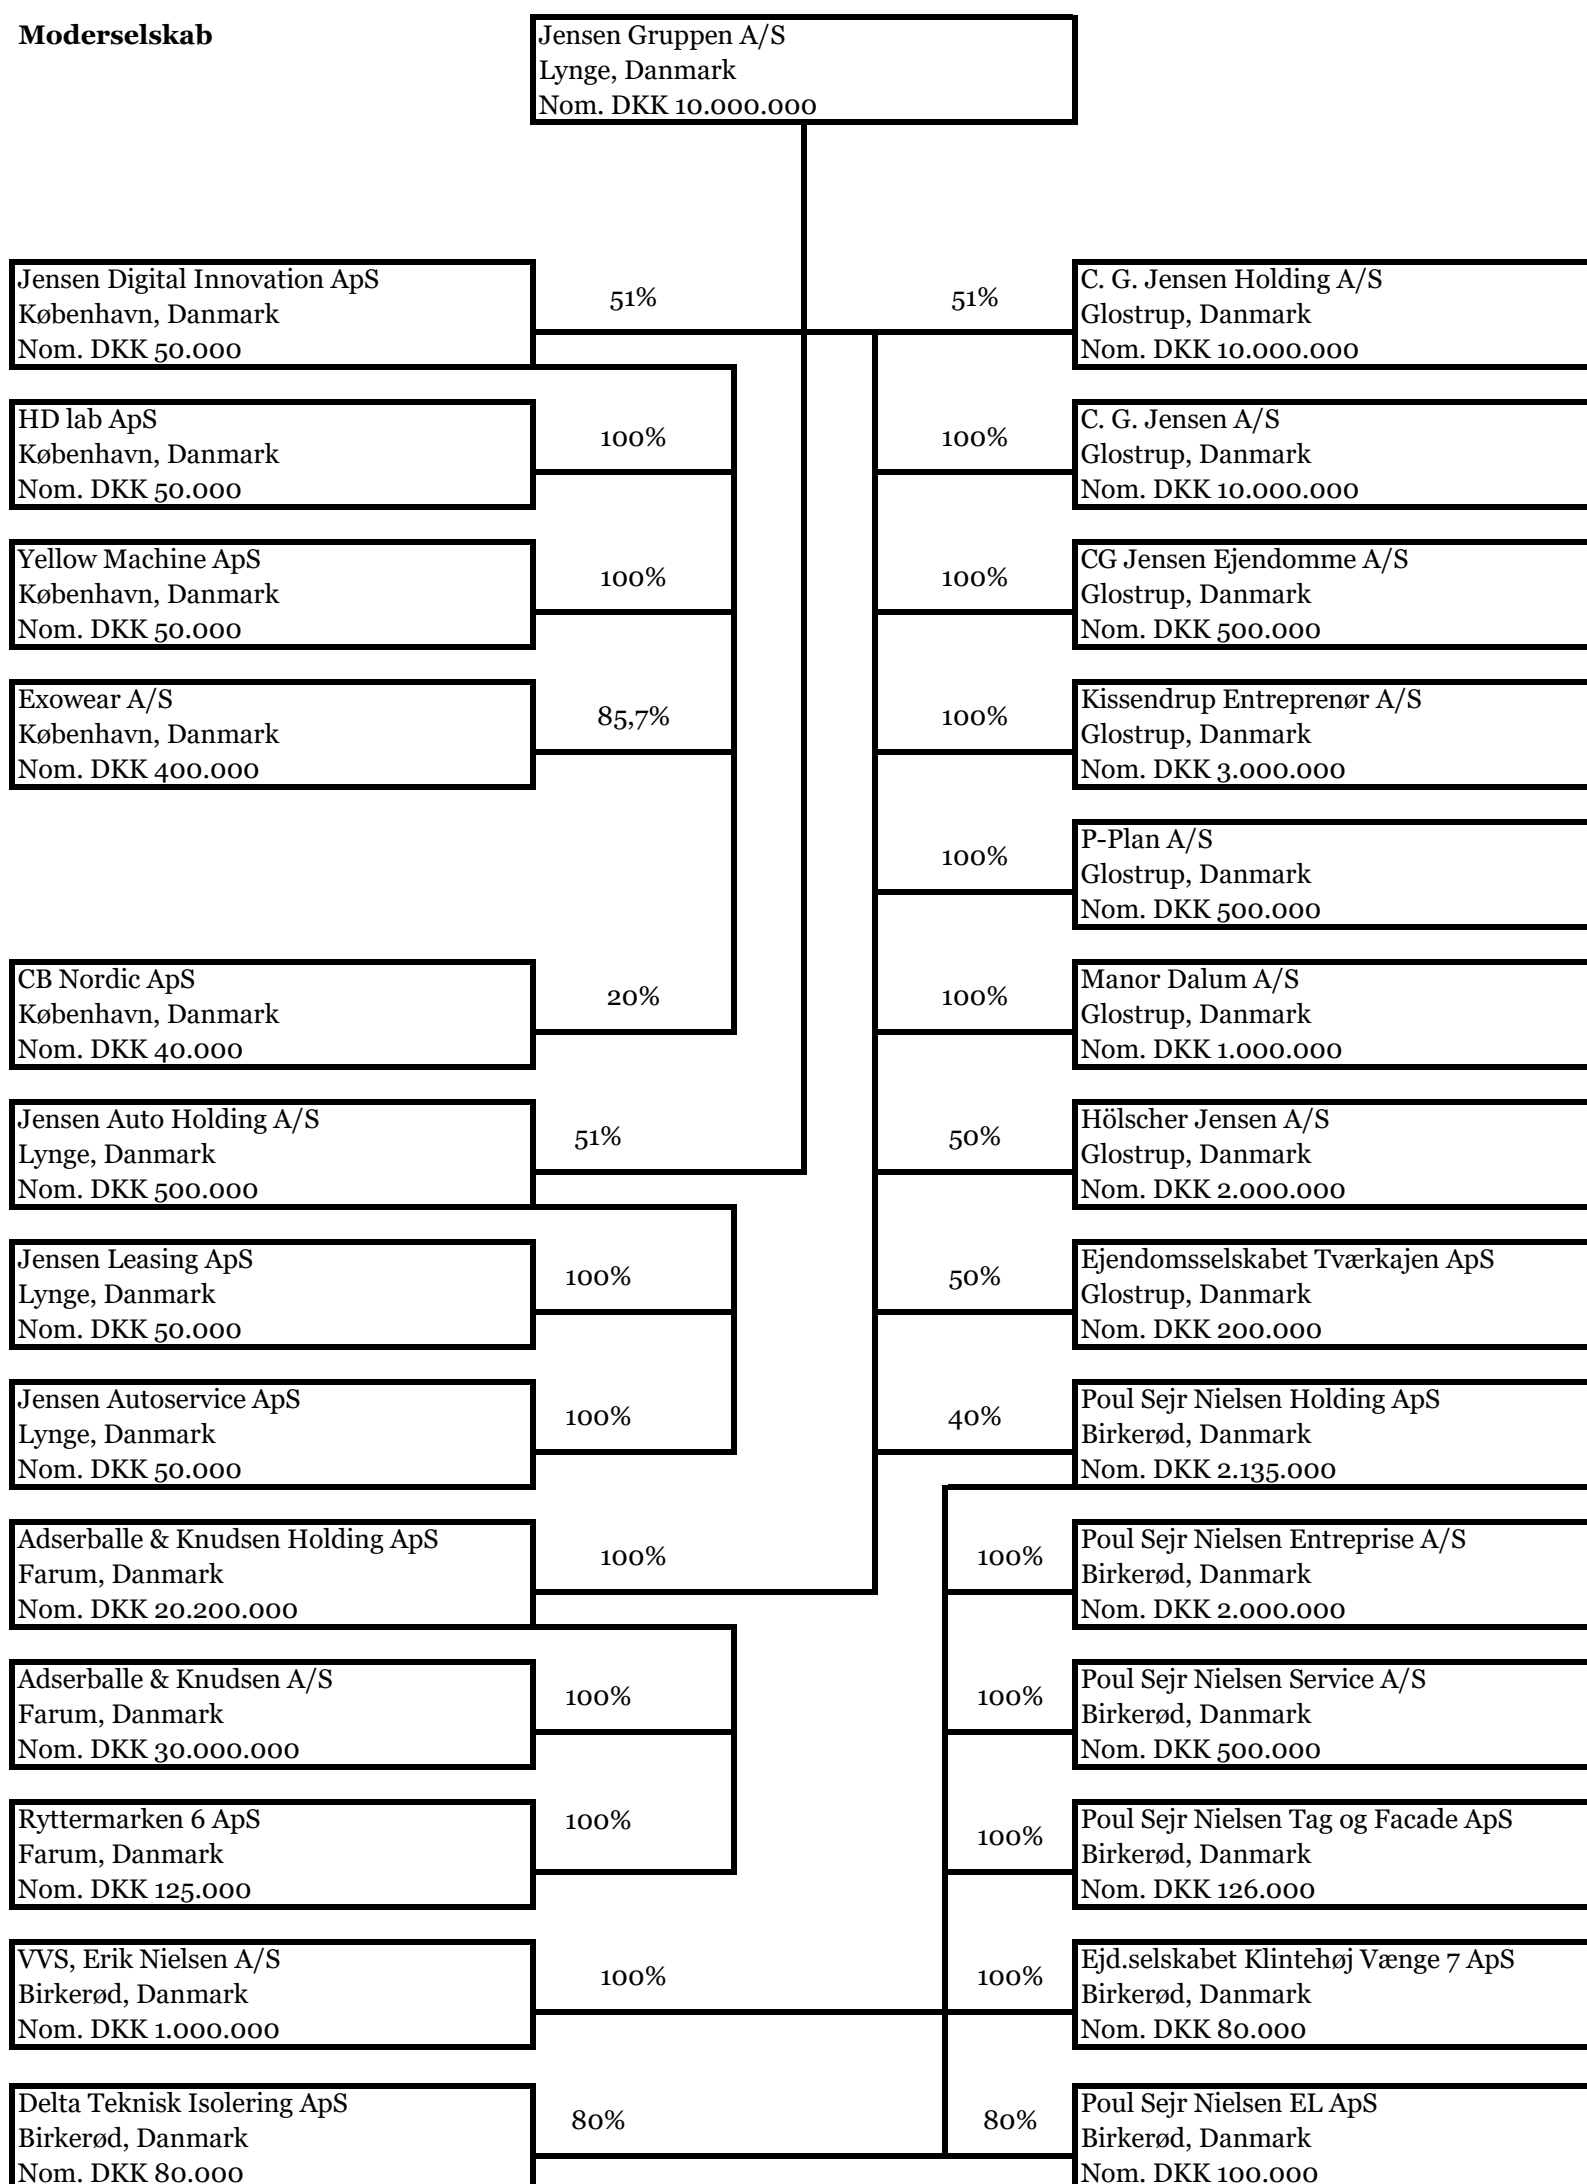 Moderselskab
Jensen Gruppen A/S
Lynge, Danmark
Nom. DKK 10.000.000
Jensen Digital Innovation ApS
København, Danmark
Nom. DKK 50.000
51%
51%
C. G. Jensen Holding A/S
Glostrup, Danmark
Nom. DKK 10.000.000
HD lab ApS
København, Danmark
Nom. DKK 50.000
100%
100%
C. G. Jensen A/S
Glostrup, Danmark
Nom. DKK 10.000.000
Yellow Machine ApS
København, Danmark
Nom. DKK 50.000
100%
100%
CG Jensen Ejendomme A/S
Glostrup, Danmark
Nom. DKK 500.000
Exowear A/S
København, Danmark
Nom. DKK 400.000
85,7%
100%
Kissendrup Entreprenør A/S
Glostrup, Danmark
Nom. DKK 3.000.000
100%
P-Plan A/S
Glostrup, Danmark
Nom. DKK 500.000
CB Nordic ApS
København, Danmark
Nom. DKK 40.000
20%
100%
Manor Dalum A/S
Glostrup, Danmark
Nom. DKK 1.000.000
Jensen Auto Holding A/S
Lynge, Danmark
Nom. DKK 500.000
51%
50%
Hölscher Jensen A/S
Glostrup, Danmark
Nom. DKK 2.000.000
Jensen Leasing ApS
Lynge, Danmark
Nom. DKK 50.000
100%
50%
Ejendomsselskabet Tværkajen ApS
Glostrup, Danmark
Nom. DKK 200.000
Jensen Autoservice ApS
Lynge, Danmark
Nom. DKK 50.000
100%
40%
Poul Sejr Nielsen Holding ApS
Birkerød, Danmark
Nom. DKK 2.135.000
Adserballe & Knudsen Holding ApS
Farum, Danmark
Nom. DKK 20.200.000
100%
100%
Poul Sejr Nielsen Entreprise A/S
Birkerød, Danmark
Nom. DKK 2.000.000
Adserballe & Knudsen A/S
Farum, Danmark
Nom. DKK 30.000.000
100%
100%
Poul Sejr Nielsen Service A/S
Birkerød, Danmark
Nom. DKK 500.000
Ryttermarken 6 ApS
Farum, Danmark
Nom. DKK 125.000
100%
100%
Poul Sejr Nielsen Tag og Facade ApS
Birkerød, Danmark
Nom. DKK 126.000
VVS, Erik Nielsen A/S
Birkerød, Danmark
Nom. DKK 1.000.000
100%
100%
Ejd.selskabet Klintehøj Vænge 7 ApS
Birkerød, Danmark
Nom. DKK 80.000
Delta Teknisk Isolering ApS
Birkerød, Danmark
Nom. DKK 80.000
80%
80%
Poul Sejr Nielsen EL ApS
Birkerød, Danmark
Nom. DKK 100.000